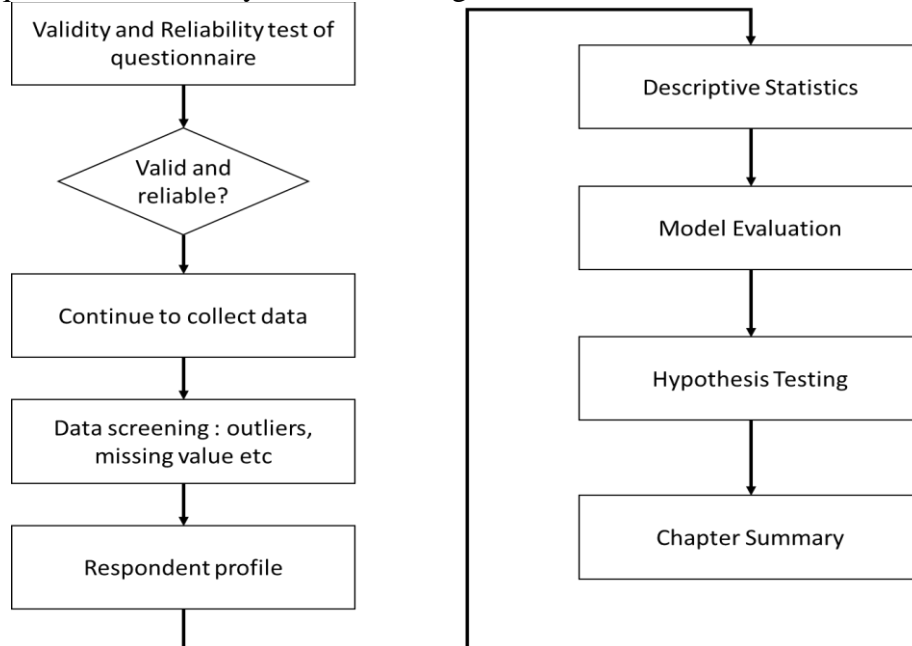 Validity and Reliability test of
questionnaire
Valid and
reliable?
Continue to collect data
Data screening : outliers,
missing value etc
Respondent profile
Descriptive Statistics
Model Evaluation
Hypothesis Testing
Chapter Summary